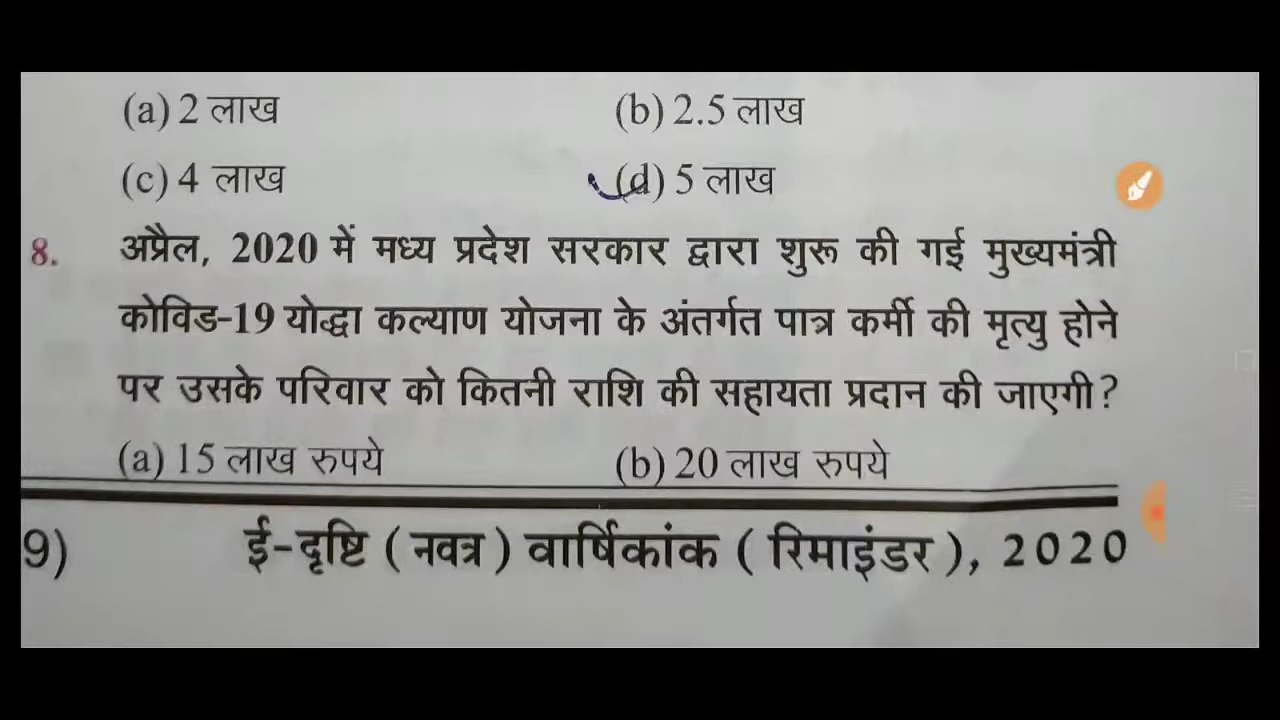 (a) 2 लाख (b) 2.5 लाख
(c) 4 लाख (d) 5 लाख
8. अप्रैल, 2020 में मध्य प्रदेश सरकार द्वारा शुरू की गई मुख्यमंत्री
कोविड-19 योद्धा कल्याण योजना के अंतर्गत पात्र कर्मी की मृत्यु होने
पर उसके परिवार को कितनी राशि की सहायता प्रदान की जाएगी?
(a) 15 लाख रुपये (b) 20 लाख रुपये
9) ई-दृष्टि (नवत्र) वार्षिकांक (रिमाइंडर), 2020